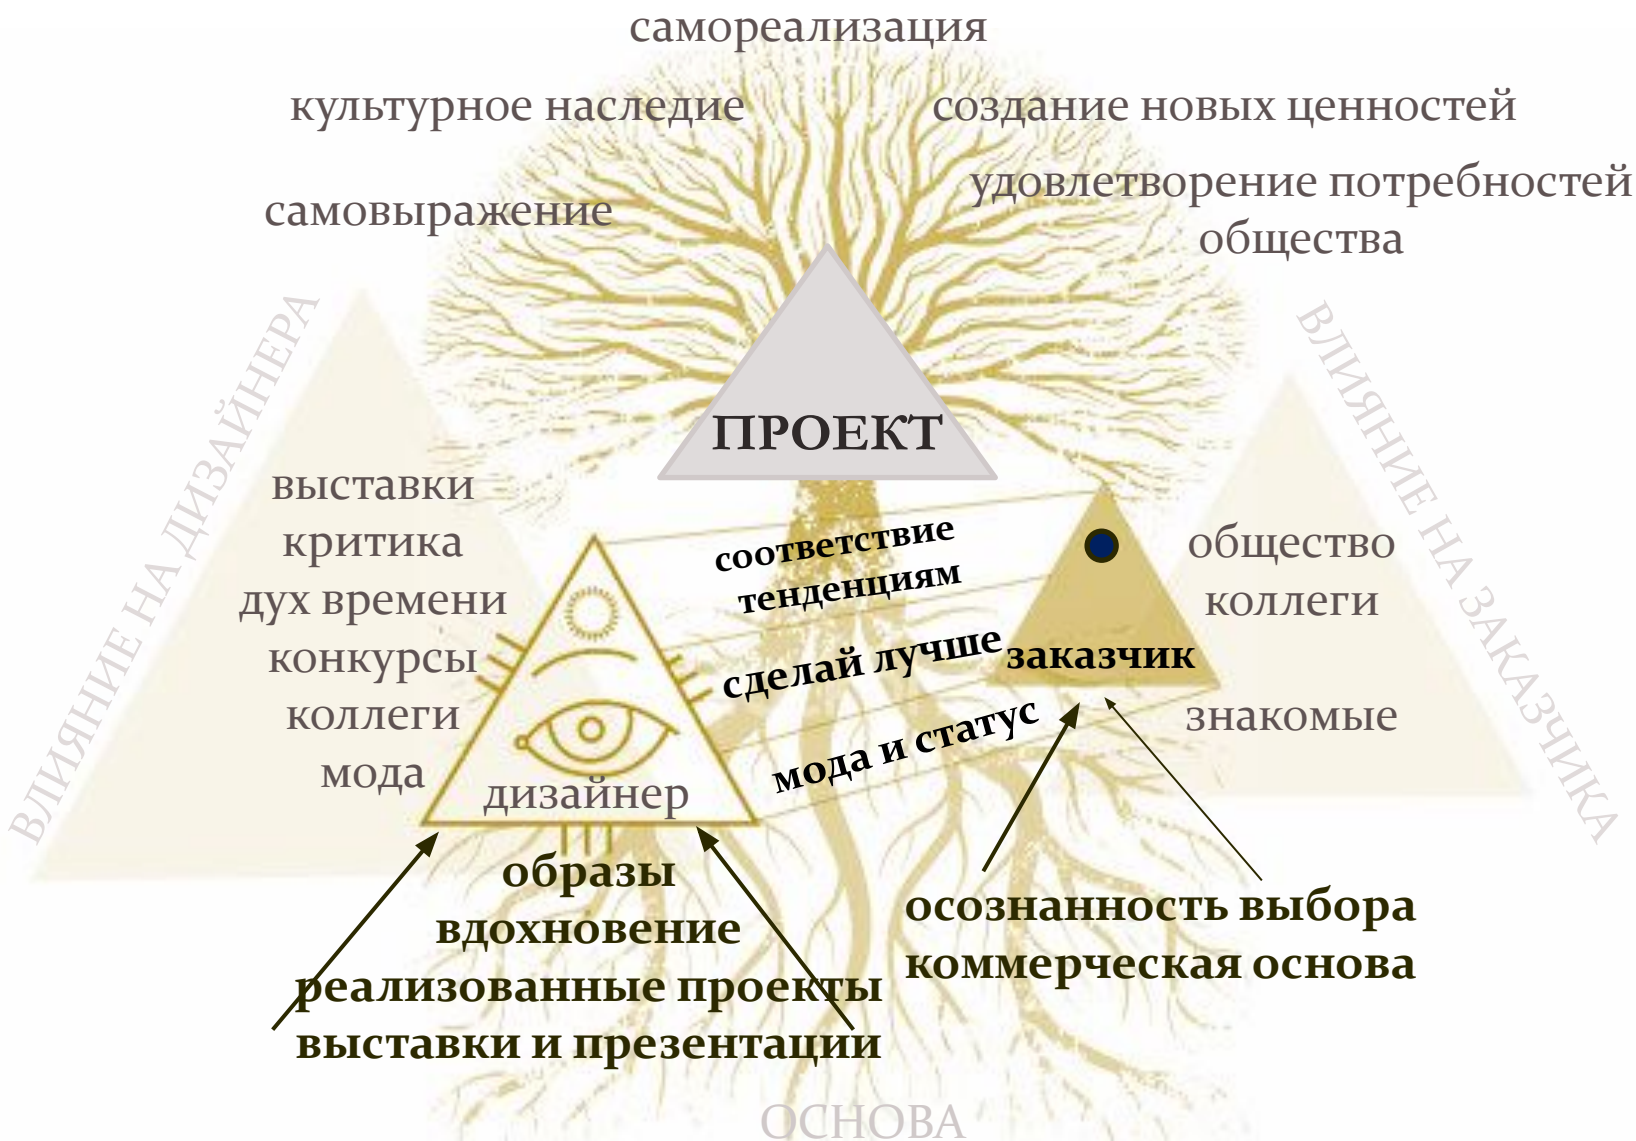 самореализация
культурное наследие
создание новых ценностей
удовлетворение потребностей
общества
самовыражение
ВЛИЯНИЕ НА ДИЗАЙНЕРА
ВЛИЯНИЕ НА ЗАКАЗЧИКА
ПРОЕКТ
выставки
критика
дух времени
конкурсы
коллеги
мода
дизайнер
соответствие
тенденциям
сделай лучше
мода и статус
заказчик
общество
коллеги
знакомые
образы
вдохновение
реализованные проекты
выставки и презентации
осознанность выбора
коммерческая основа
ОСНОВА